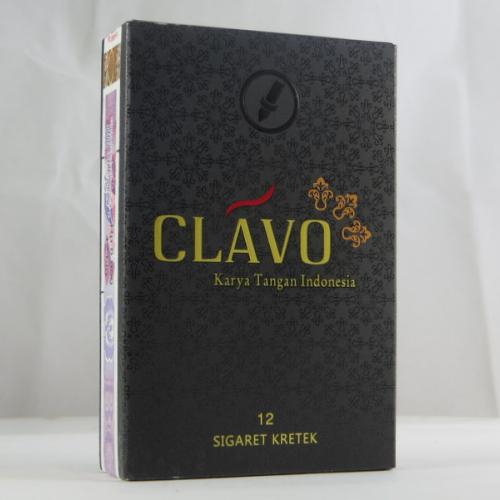 CLAVO
Karya Tangan Indonesia
12
SIGARET KRETEK